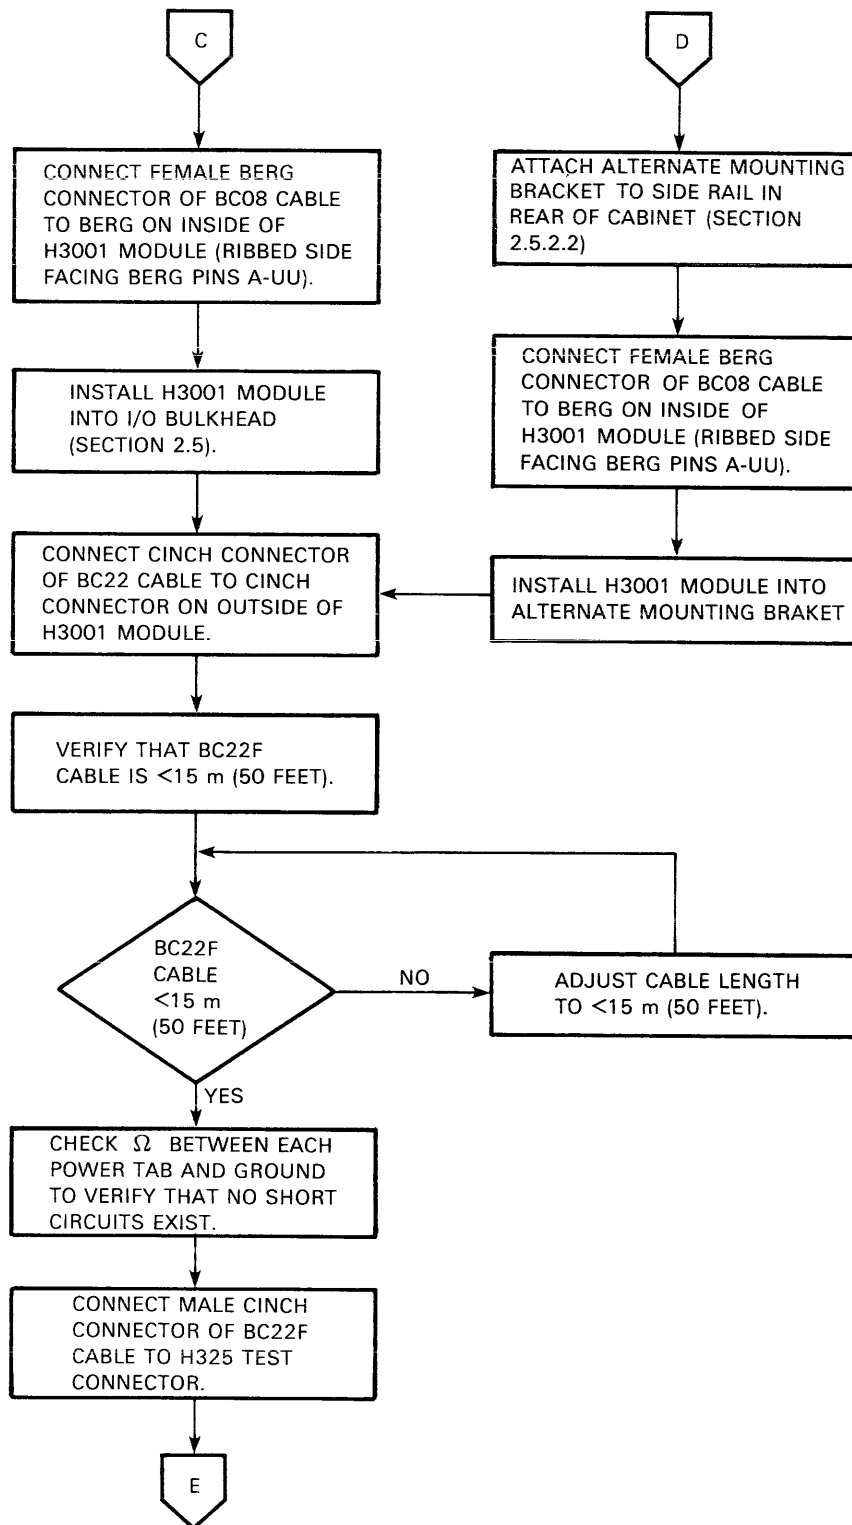 C
CONNECT FEMALE BERG
CONNECTOR OF BC08 CABLE
TO BERG ON INSIDE OF
H3001 MODULE (RIBBED SIDE
FACING BERG PINS A-UU).
INSTALL H3001 MODULE
INTO I/O BULKHEAD
(SECTION 2.5).
D
ATTACH ALTERNATE MOUNTING
BRACKET TO SIDE RAIL IN
REAR OF CABINET (SECTION
2.5.2.2)
CONNECT FEMALE BERG
CONNECTOR OF BC08 CABLE
TO BERG ON INSIDE OF
H3001 MODULE (RIBBED SIDE
FACING BERG PINS A-UU).
INSTALL H3001 MODULE INTO
ALTERNATE MOUNTING BRAKET
CONNECT CINCH CONNECTOR
OF BC22 CABLE TO CINCH
CONNECTOR ON OUTSIDE OF
H3001 MODULE.
VERIFY THAT BC22F
CABLE IS <15 m (50 FEET).
BC22F
CABLE
<15 m
(50 FEET)
NO
ADJUST CABLE LENGTH
TO <15 m (50 FEET).
YES
CHECK Ω BETWEEN EACH
POWER TAB AND GROUND
TO VERIFY THAT NO SHORT
CIRCUITS EXIST.
CONNECT MALE CINCH
CONNECTOR OF BC22F
CABLE TO H325 TEST
CONNECTOR.
E